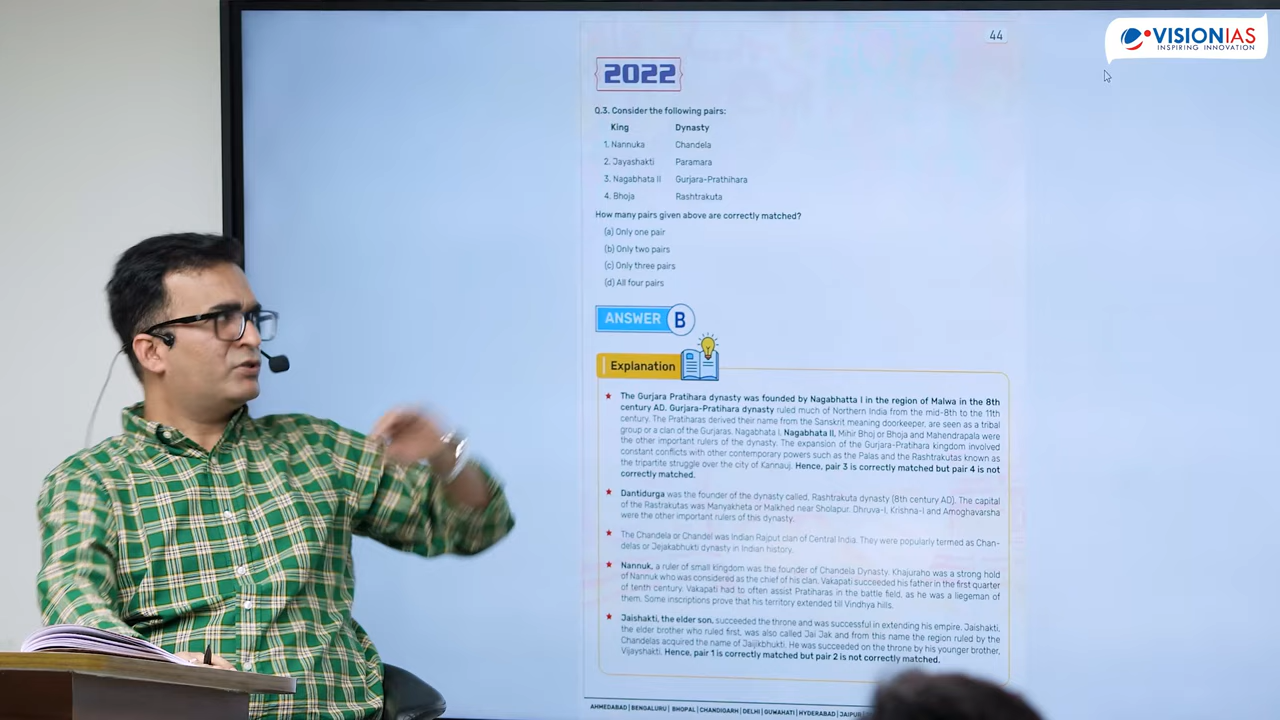 44
VISIONIAS
INSPIRING INNOVATION
2022
Q.3. Consider the following pairs:
King Dynasty
1. Nannuka Chandela
2. Jayashakti Paramara
3. Nagabhata II Gurjara-Prathihara
4. Bhoja Rashtrakuta
How many pairs given above are correctly matched?
(a) Only one pair
(b) Only two pairs
(c) Only three pairs
(d) All four pairs
ANSWER B
Explanation
★ The Gurjara Pratihara dynasty was founded by Nagabhatta I in the region of Malwa in the 8th
century AD. Gurjara-Pratihara dynasty ruled much of Northern India from the mid-8th to the 11th
century. The Pratiharas derived their name from the Sanskrit meaning doorkeeper, are seen as a tribal
group or a clan of the Gurjaras. Nagabhata I, Nagabhata II, Mihir Bhoj or Bhoja and Mahendrapala were
the other important rulers of the dynasty. The expansion of the Gurjara-Pratihara kingdom involved
constant conflicts with other contemporary powers such as the Palas and the Rashtrakutas known as
the tripartite struggle over the city of Kannauj. Hence, pair 3 is correctly matched but pair 4 is not
correctly matched.
★ Dantidurga was the founder of the dynasty called, Rashtrakuta dynasty (8th century AD). The capital
of the Rastrakutas was Manyakheta or Malkhed near Sholapur. Dhruva-I, Krishna-I and Amoghavarsha
were the other important rulers of this dynasty.
★ The Chandela or Chandel was Indian Rajput clan of Central India. They were popularly termed as Chan-
delas or Jejakabhukti dynasty in Indian history.
★ Nannuk, a ruler of small kingdom was the founder of Chandela Dynasty. Khajuraho was a strong hold
of Nannuk who was considered as the chief of his clan. Vakapati succeeded his father in the first quarter
of tenth century. Vakapati had to often assist Pratiharas in the battle field, as he was a liegeman of
them. Some inscriptions prove that his territory extended till Vindhya hills.
★ Jaishakti, the elder son, succeeded the throne and was successful in extending his empire. Jaishakti,
the elder brother who ruled first, was also called Jai Jak and from this name the region ruled by the
Chandelas acquired the name of Jaijikbhukti. He was succeeded on the throne by his younger brother,
Vijayshakti. Hence, pair 1 is correctly matched but pair 2 is not correctly matched.
AHMEDABAD | BENGALURU | BHOPAL | CHANDIGARH | DELHI | GUWAHATI | HYDERABAD | JAIPUR